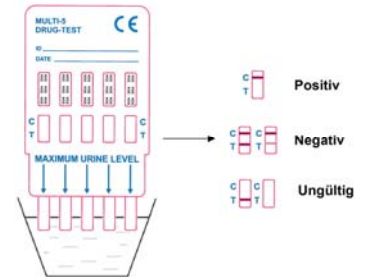 MULTI-5
DRUG-TEST
CE
ID
DATE
C C
T T
MAXIMUM URINE LEVEL
C
T
Positiv
C C
T T
Negativ
C C
T T
Ungültig